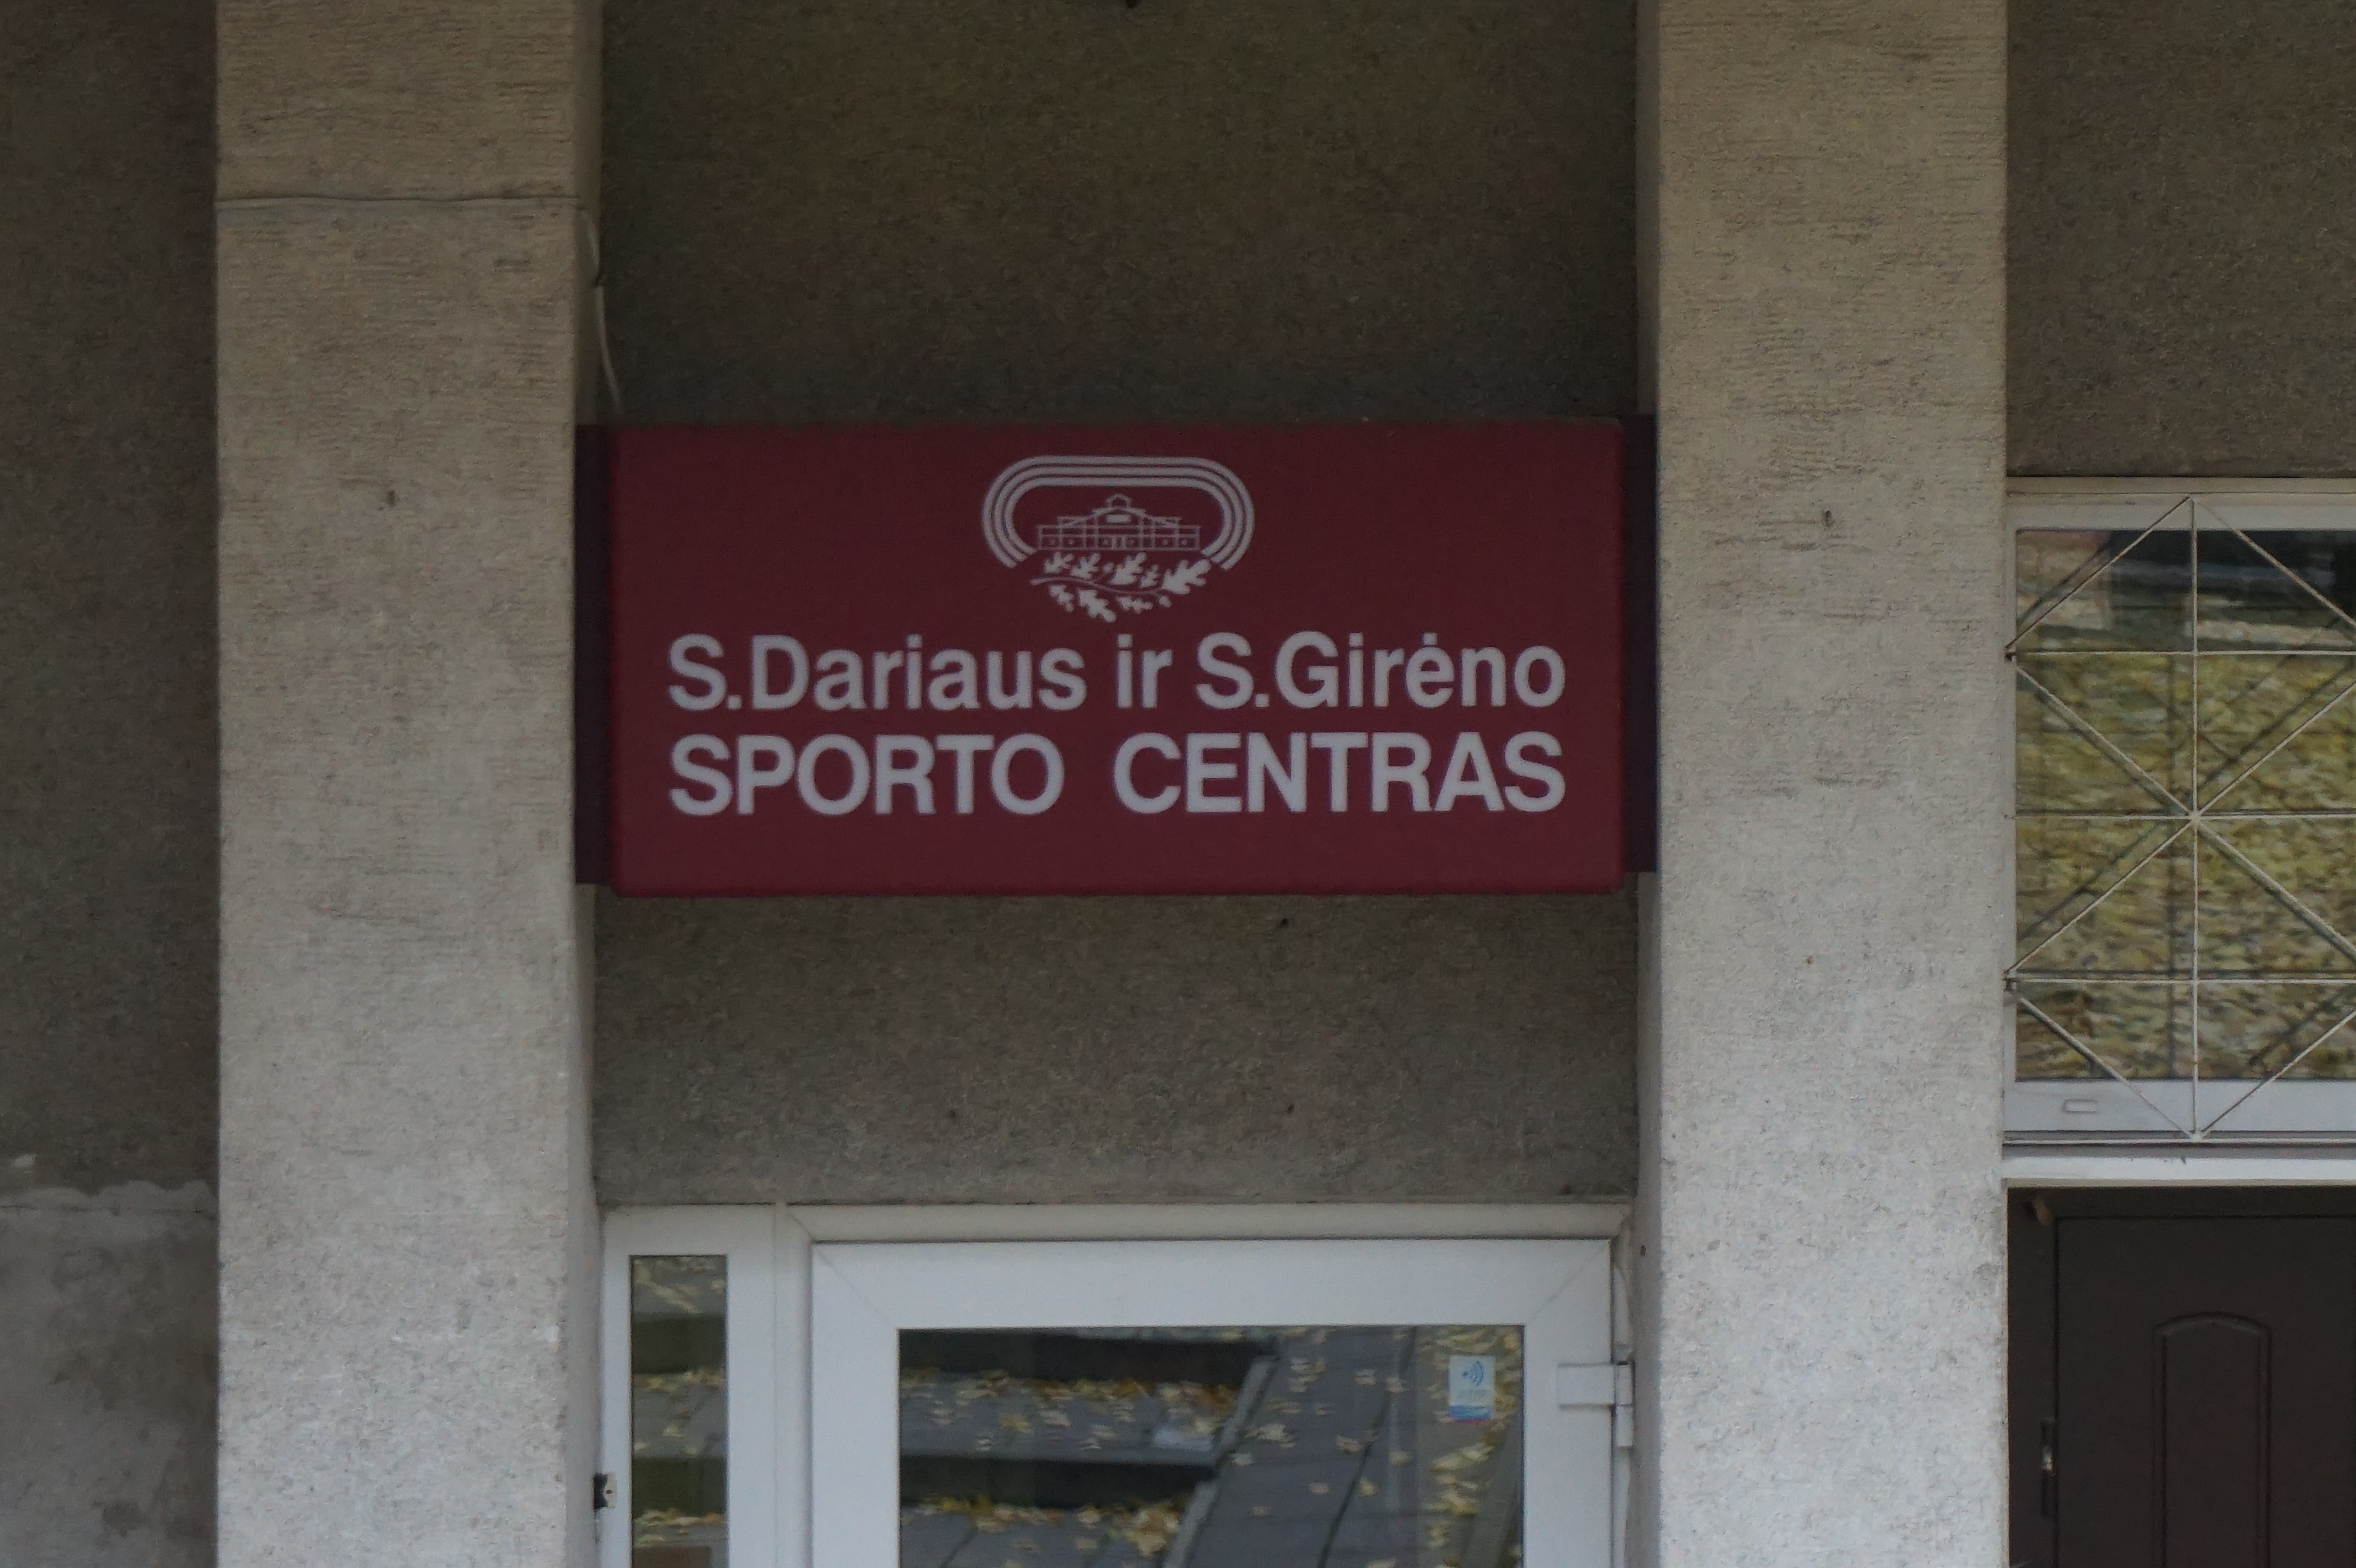 S.Dariaus ir S.Girėno
SPORTO CENTRAS